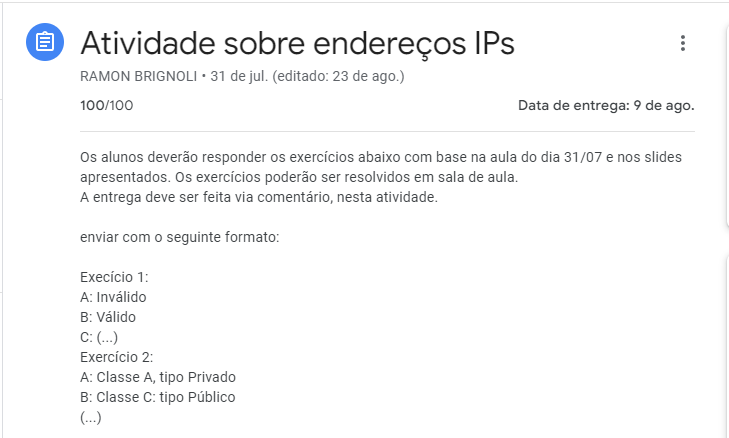 Atividade sobre endereços IPs
RAMON BRIGNOLI • 31 de jul. (editado: 23 de ago.)
100/100
Data de entrega: 9 de ago.
Os alunos deverão responder os exercícios abaixo com base na aula do dia 31/07 e nos slides
apresentados. Os exercícios poderão ser resolvidos em sala de aula.
A entrega deve ser feita via comentário, nesta atividade.
enviar com o seguinte formato:
Execício 1:
A: Inválido
B: Válido
C: (...)
Exercício 2:
A: Classe A, tipo Privado
B: Classe C: tipo Público
(...)